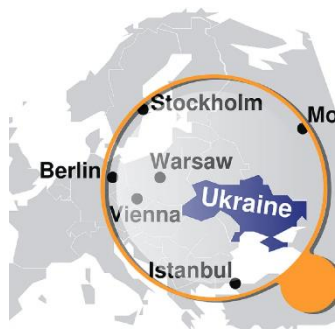 Stockholm
Mo
Berlin
Warsaw
Ukraine
Vienna
Istanbul